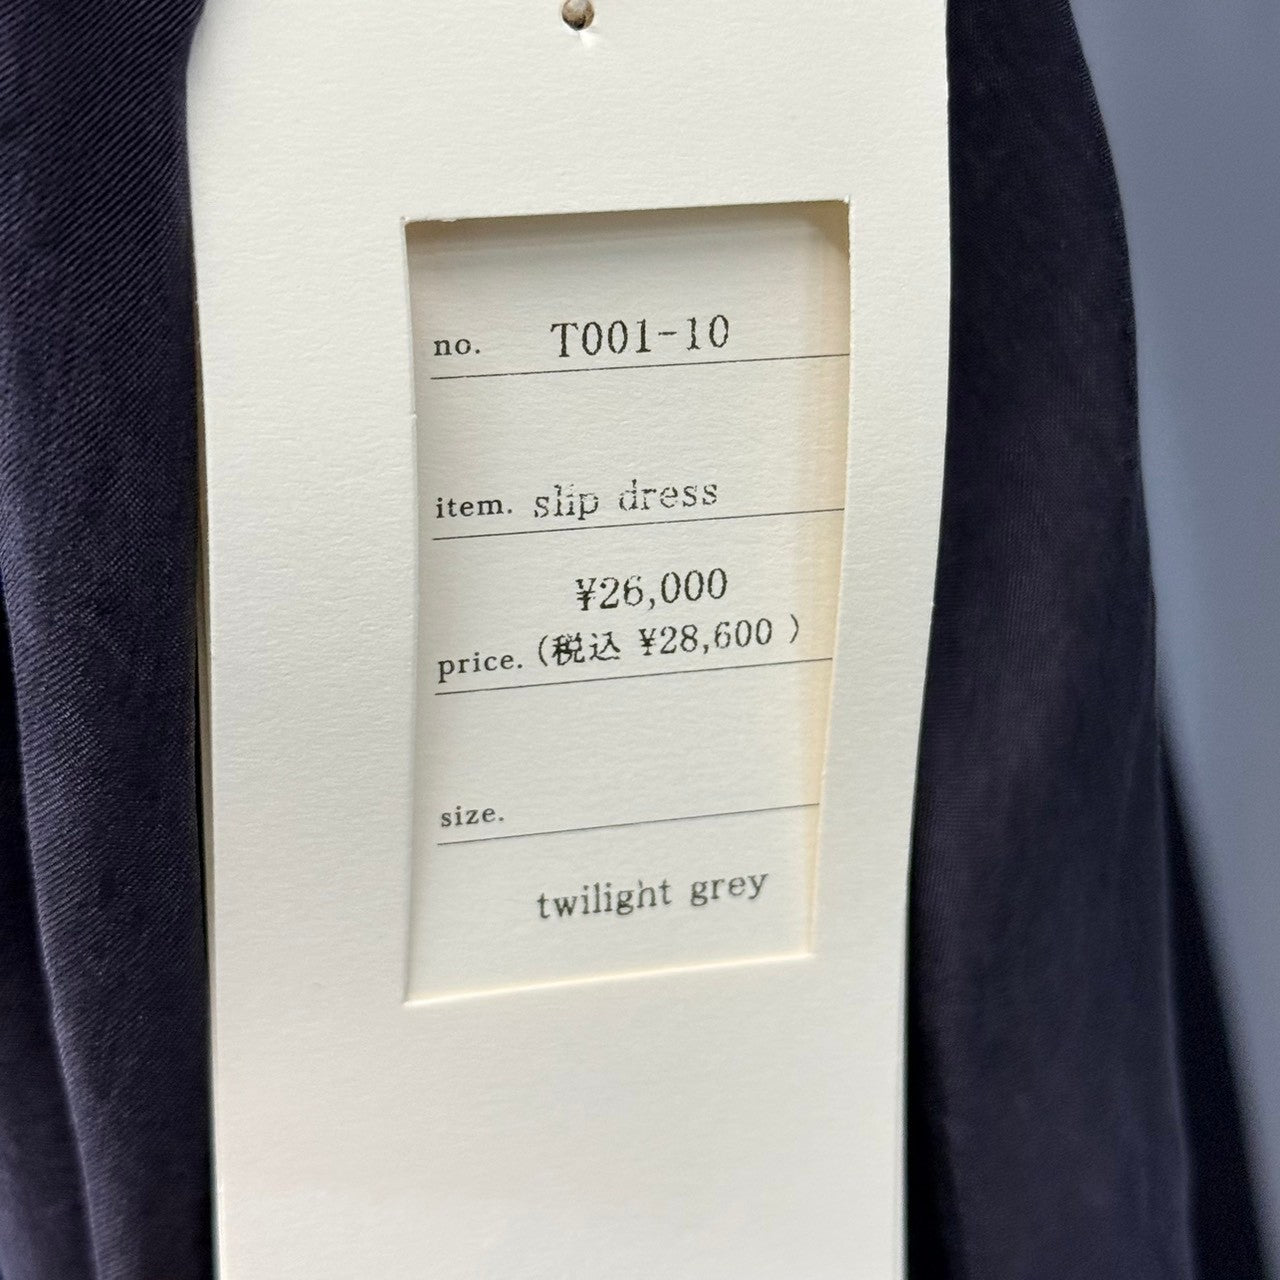 no. T001-10
item. slip dress
¥26,000
price. (税込 ¥28,600 )
size.
twilight grey